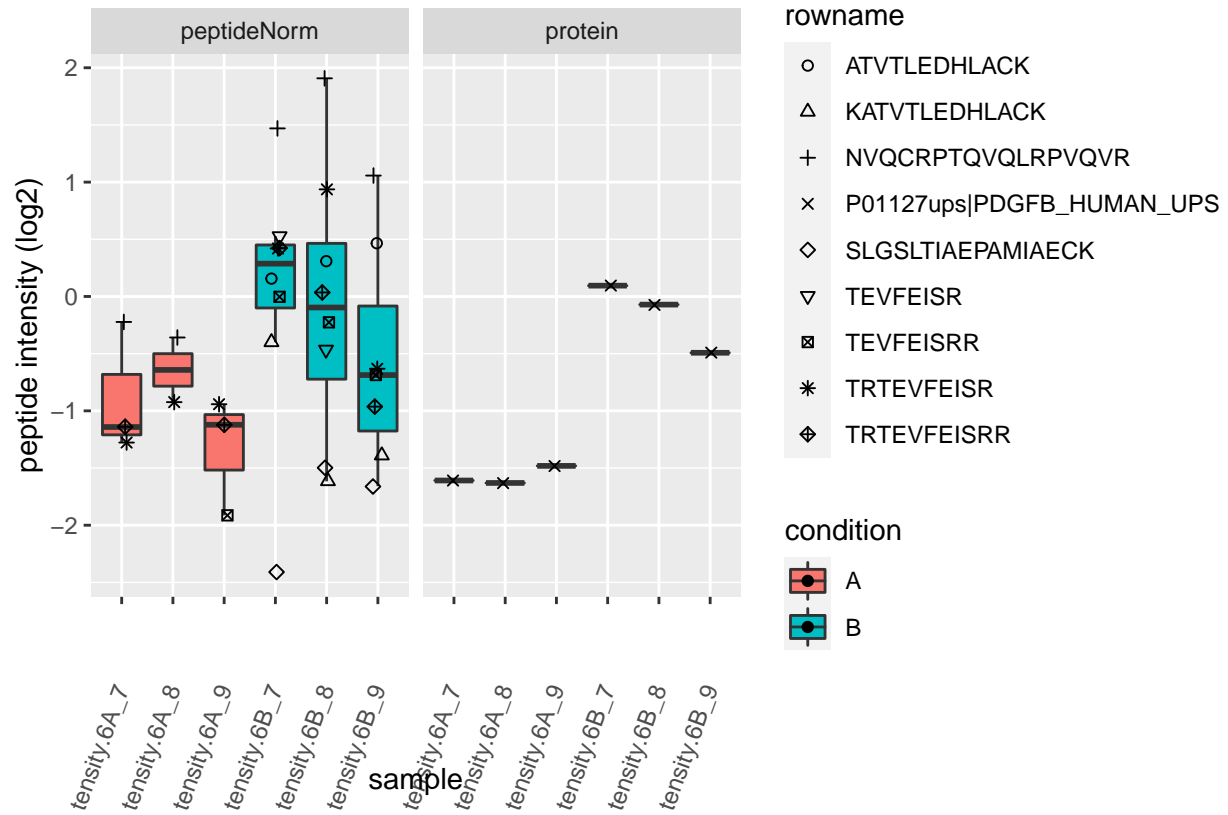 peptideNorm
protein
peptide intensity (log2)
2
1
0
−1
−2
tensity.6A_7
tensity.6A_8
tensity.6A_9
tensity.6B_7
tensity.6B_8
tensity.6B_9
tensity.6A_7
tensity.6A_8
tensity.6A_9
tensity.6B_7
tensity.6B_8
tensity.6B_9
sample
rowname
ATVTLEDHLACK
KATVTLEDHLACK
NVQCRPTQVQLRPVQVR
P01127ups|PDGFB_HUMAN_UPS
SLGSLTIAEPAMIAECK
TEVFEISR
TEVFEISRR
TRTEVFEISR
TRTEVFEISRR
condition
A
B